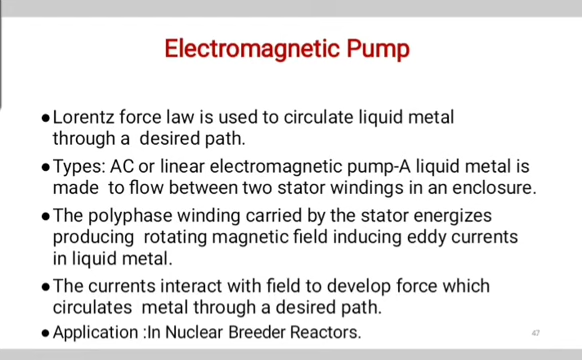 Electromagnetic Pump
●Lorentz force law is used to circulate liquid metal
through a desired path.
●Types: AC or linear electromagnetic pump-A liquid metal is
made to flow between two stator windings in an enclosure.
●The polyphase winding carried by the stator energizes
producing rotating magnetic field inducing eddy currents
in liquid metal.
●The currents interact with field to develop force which
circulates metal through a desired path.
●Application :In Nuclear Breeder Reactors.
47